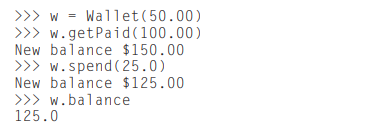 >>> w = Wallet(50.00)
>>> w.getPaid(100.00)
New balance $150.00
>>> w.spend(25.0)
New balance $125.00
>>> w.balance
125.0